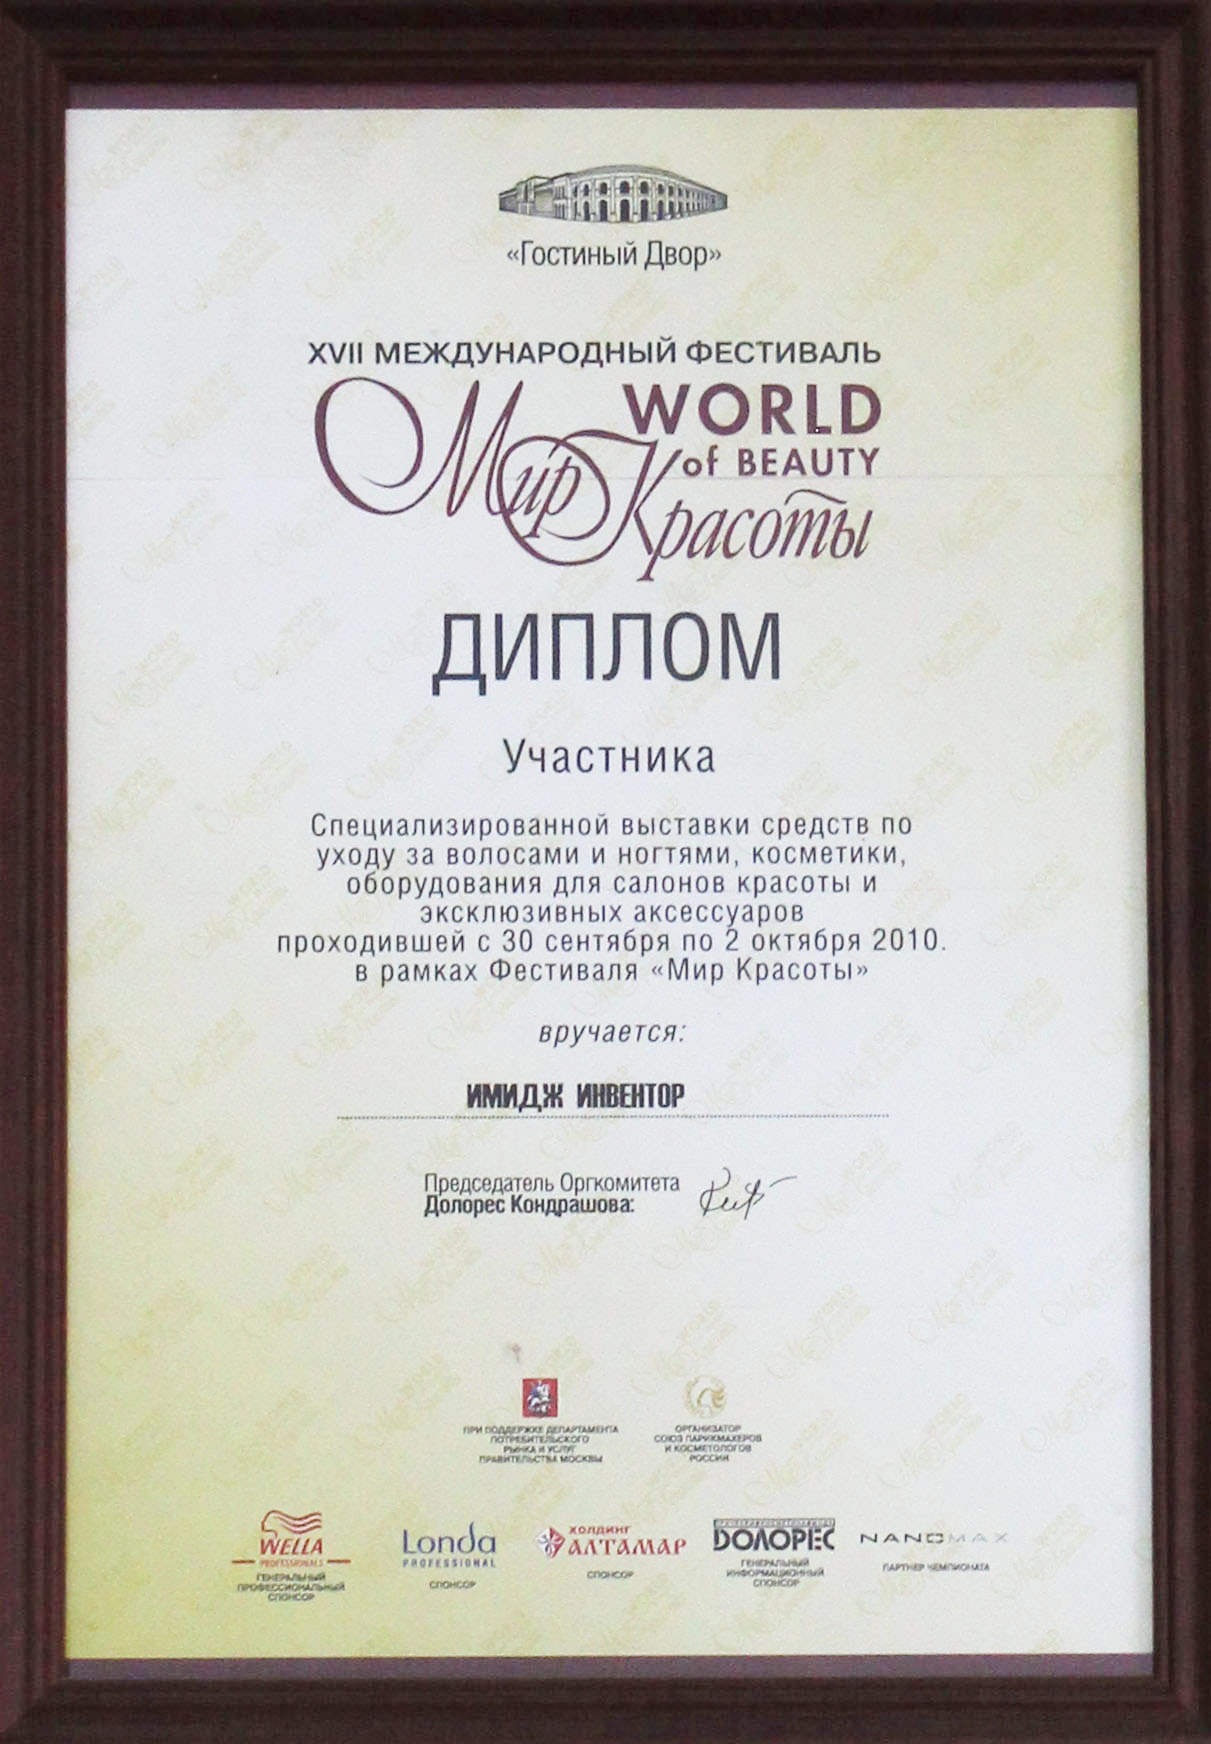 «Гостиный Двор»
XVII МЕЖДУНАРОДНЫЙ ФЕСТИВАЛЬ
Мир Красоты
WORLD
of BEAUTY
ДИПЛОМ
Участника
Специализированной выставки средств по
уходу за волосами и ногтями, косметики,
оборудования для салонов красоты и
эксклюзивных аксессуаров
проходившей с 30 сентября по 2 октября 2010.
в рамках Фестиваля «Мир Красоты»
вручается:
ИМИДЖ ИНВЕНТОР
Председатель Оргкомитета
Долорес Кондрашова:
ПРИ ПОДДЕРЖКЕ ДЕПАРТАМЕНТА
ПОТРЕБИТЕЛЬСКОГО
РЫНКА И УСЛУГ
ПРАВИТЕЛЬСТВА МОСКВЫ
ОРГАНИЗАТОР
СОЮЗ ПАРИКМАХЕРОВ
И КОСМЕТОЛОГОВ
РОССИИ
WELLA
PROFESSIONALS
ГЕНЕРАЛЬНЫЙ
ПРОФЕССИОНАЛЬНЫЙ
СПОНСОР
Londa
PROFESSIONAL
СПОНСОР
ХОЛДИНГ
АЛТАМАР
СПОНСОР
ДОЛОРЕС
ГЕНЕРАЛЬНЫЙ
ИНФОРМАЦИОННЫЙ
СПОНСОР
NANOMAX
ПАРТНЕР ЧЕМПИОНАТА